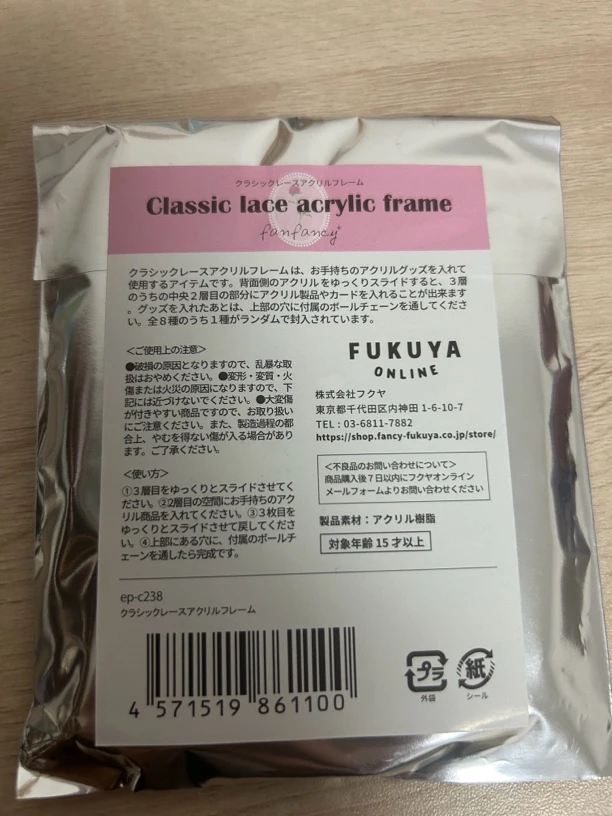 クラシックレースアクリルフレーム
Classic lace acrylic frame
fanfancy+
クラシックレースアクリルフレームは、お手持ちのアクリルグッズを入れて
使用するアイテムです。背面側のアクリルをゆっくりスライドすると、3層
のうちの中央2層目の部分にアクリル製品やカードを入れることが出来ます
。グッズを入れたあとは、上部の穴に付属のボールチェーンを通してくださ
い。全8種のうち1種がランダムで封入されています。
<ご使用上の注意>
●破損の原因となりますので、乱暴な取
扱はおやめください。●変形・変質・火
傷または火災の原因になりますので、下
記には近づけないでください。●大変傷
が付きやすい商品ですので、お取り扱い
にご注意ください。また、製造過程の都
合上、やむを得ない傷が入る場合があり
ます。ご了承ください。
<使い方>
①3層目をゆっくりとスライドさせてく
ださい。②2層目の空間にお手持ちのアク
リル商品を入れてください。③3枚目を
ゆっくりとスライドさせて戻してくださ
い。④上部にある穴に、付属のボールチ
ェーンを通したら完成です。
FUKUYA
ONLINE
株式会社フクヤ
東京都千代田区内神田 1-6-10-7
TEL : 03-6811-7882
https://shop.fancy-fukuya.co.jp/store/
<不良品のお問い合わせについて>
商品購入後7日以内にフクヤオンライン
メールフォームよりお問い合わせください
製品素材:アクリル樹脂
対象年齢 15 才以上
ep-c238
クラシックレースアクリルフレーム
4 571519 861100
プラ
外袋
紙
シール